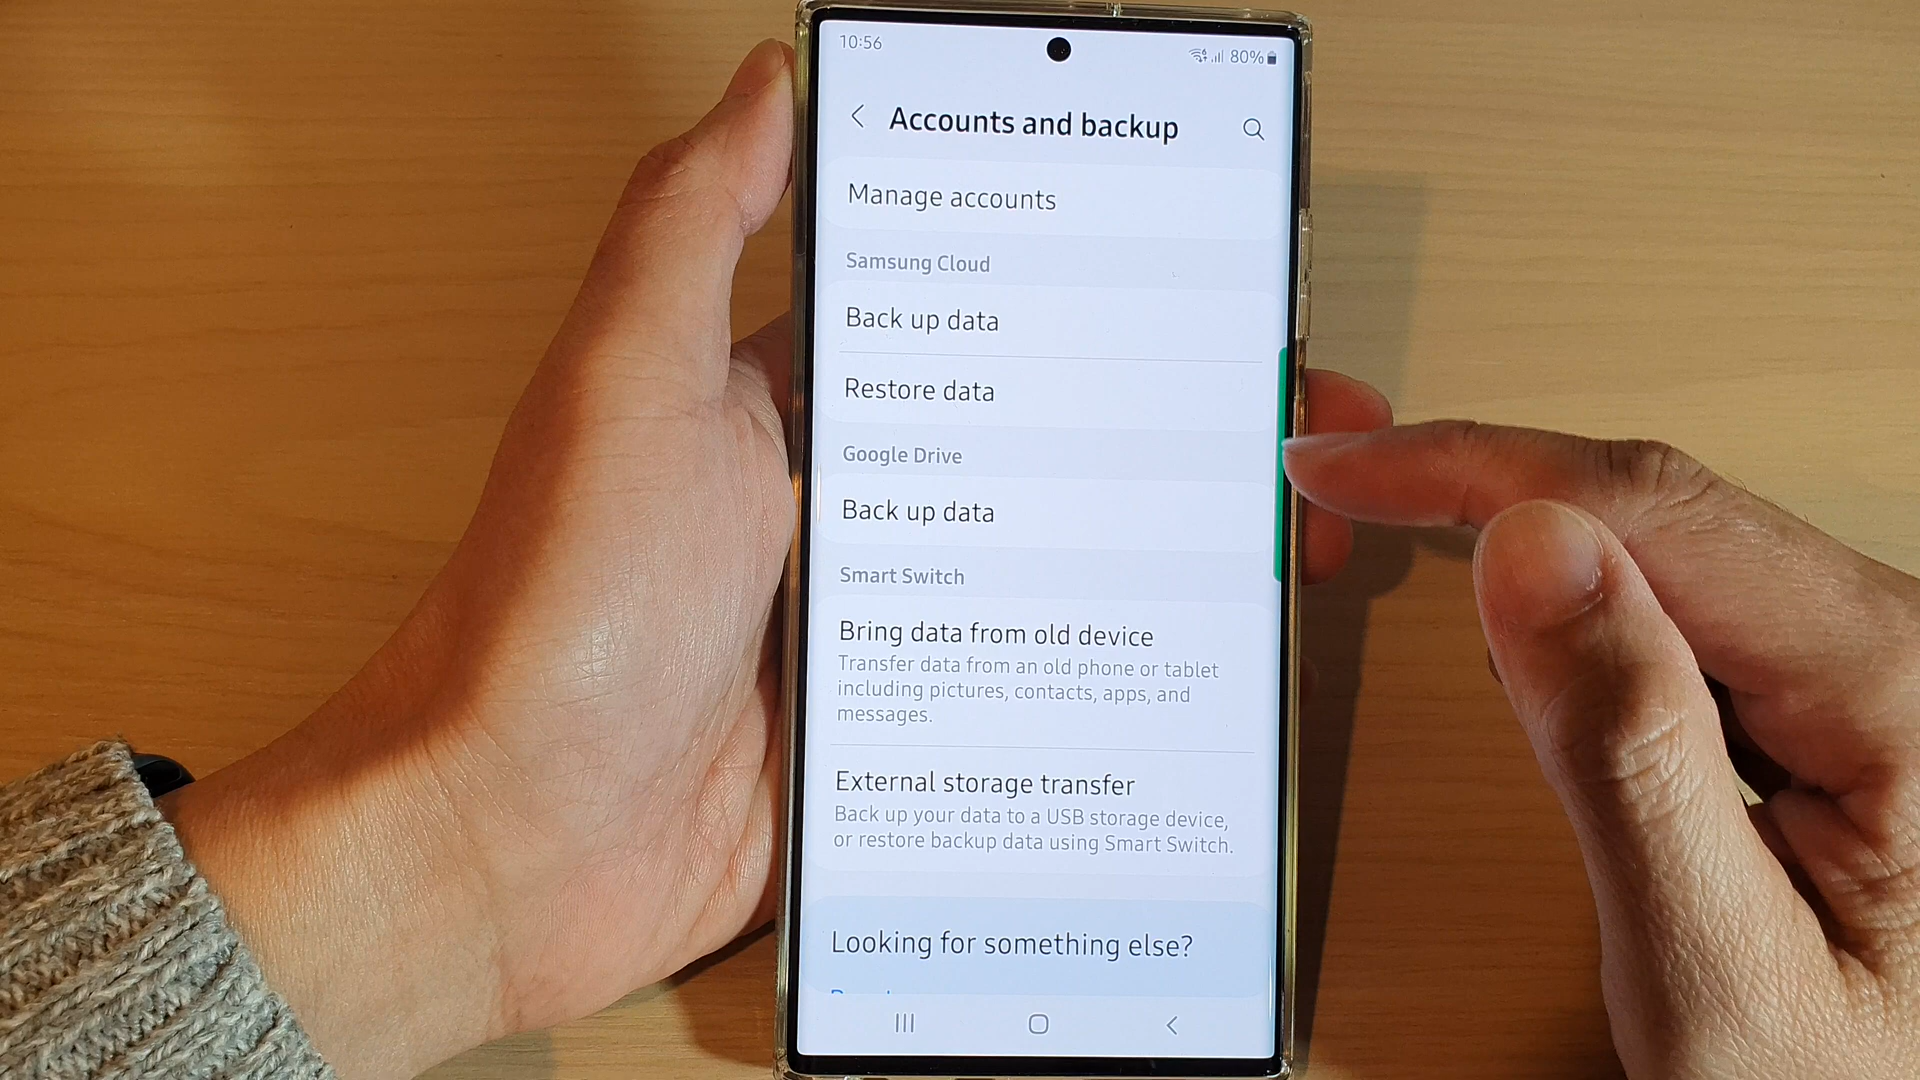 10:56
80%
Accounts and backup
Manage accounts
Samsung Cloud
Back up data
Restore data
Google Drive
Back up data
Smart Switch
Bring data from old device
Transfer data from an old phone or tablet
including pictures, contacts, apps, and
messages.
External storage transfer
Back up your data to a USB storage device,
or restore backup data using Smart Switch.
Looking for something else?